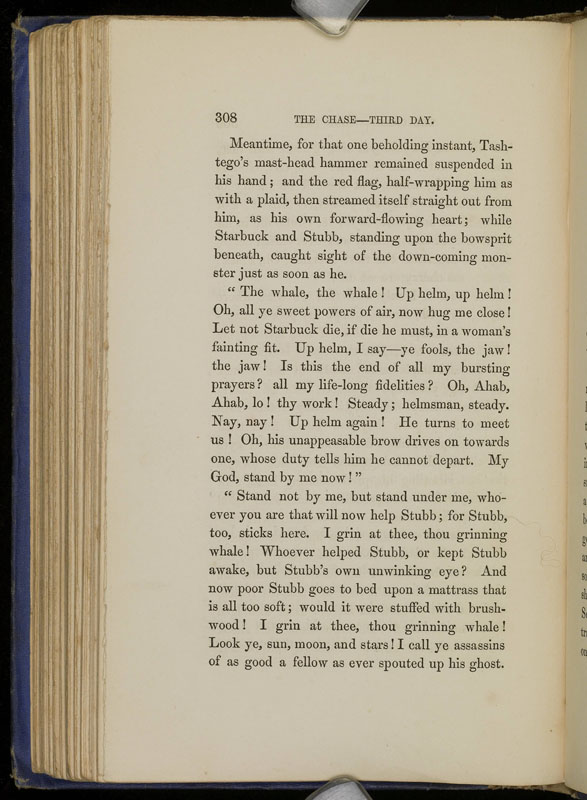 308 THE CHASE—THIRD DAY.
Meantime, for that one beholding instant, Tash-
tego's mast-head hammer remained suspended in
his hand; and the red flag, half-wrapping him as
with a plaid, then streamed itself straight out from
him, as his own forward-flowing heart; while
Starbuck and Stubb, standing upon the bowsprit
beneath, caught sight of the down-coming mon-
ster just as soon as he.
“The whale, the whale! Up helm, up helm!
Oh, all ye sweet powers of air, now hug me close!
Let not Starbuck die, if die he must, in a woman's
fainting fit. Up helm, I say—ye fools, the jaw!
the jaw! Is this the end of all my bursting
prayers? all my life-long fidelities? Oh, Ahab,
Ahab, lo! thy work! Steady; helmsman, steady.
Nay, nay! Up helm again! He turns to meet
us! Oh, his unappeasable brow drives on towards
one, whose duty tells him he cannot depart. My
God, stand by me now!”
“Stand not by me, but stand under me, who-
ever you are that will now help Stubb; for Stubb,
too, sticks here. I grin at thee, thou grinning
whale! Whoever helped Stubb, or kept Stubb
awake, but Stubb's own unwinking eye? And
now poor Stubb goes to bed upon a mattrass that
is all too soft; would it were stuffed with brush-
wood! I grin at thee, thou grinning whale!
Look ye, sun, moon, and stars! I call ye assassins
of as good a fellow as ever spouted up his ghost.